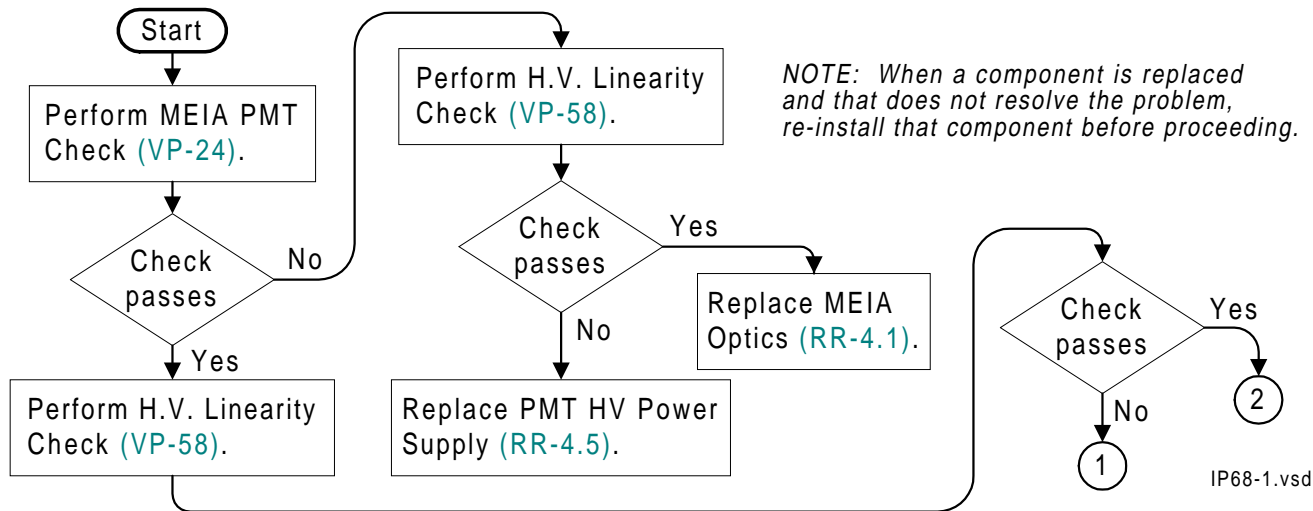 Start
Perform MEIA PMT
Check (VP-24).
Check
passes
No
Yes
Perform H.V. Linearity
Check (VP-58).
Perform H.V. Linearity
Check (VP-58).
Check
passes
Yes
No
Replace MEIA
Optics (RR-4.1).
Replace PMT HV Power
Supply (RR-4.5).
NOTE: When a component is replaced
and that does not resolve the problem,
re-install that component before proceeding.
Check
passes
Yes
No
2
1
IP68-1.vsd